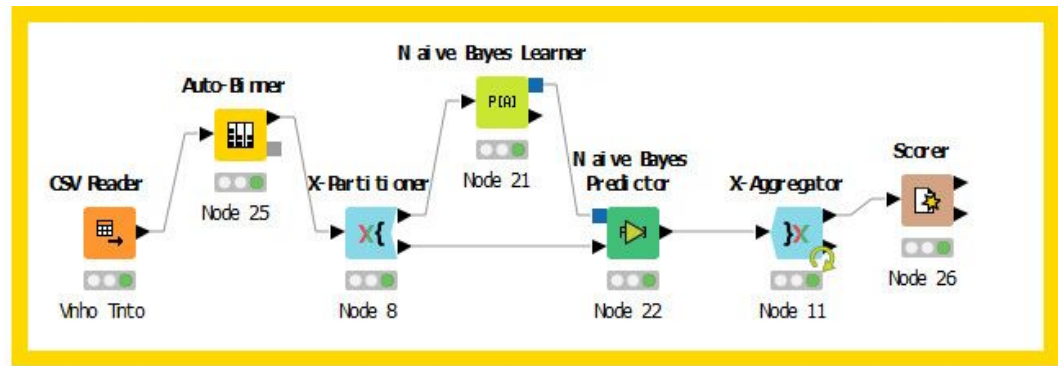 Naive Bayes Learner
Auto-Binner
P[A]
CSV Reader
X-Partitioner
Node 21
Naive Bayes
Predictor
X-Aggregator
Scorer
Node 25
X{
}X
Vinho Tinto
Node 8
Node 22
Node 11
Node 26